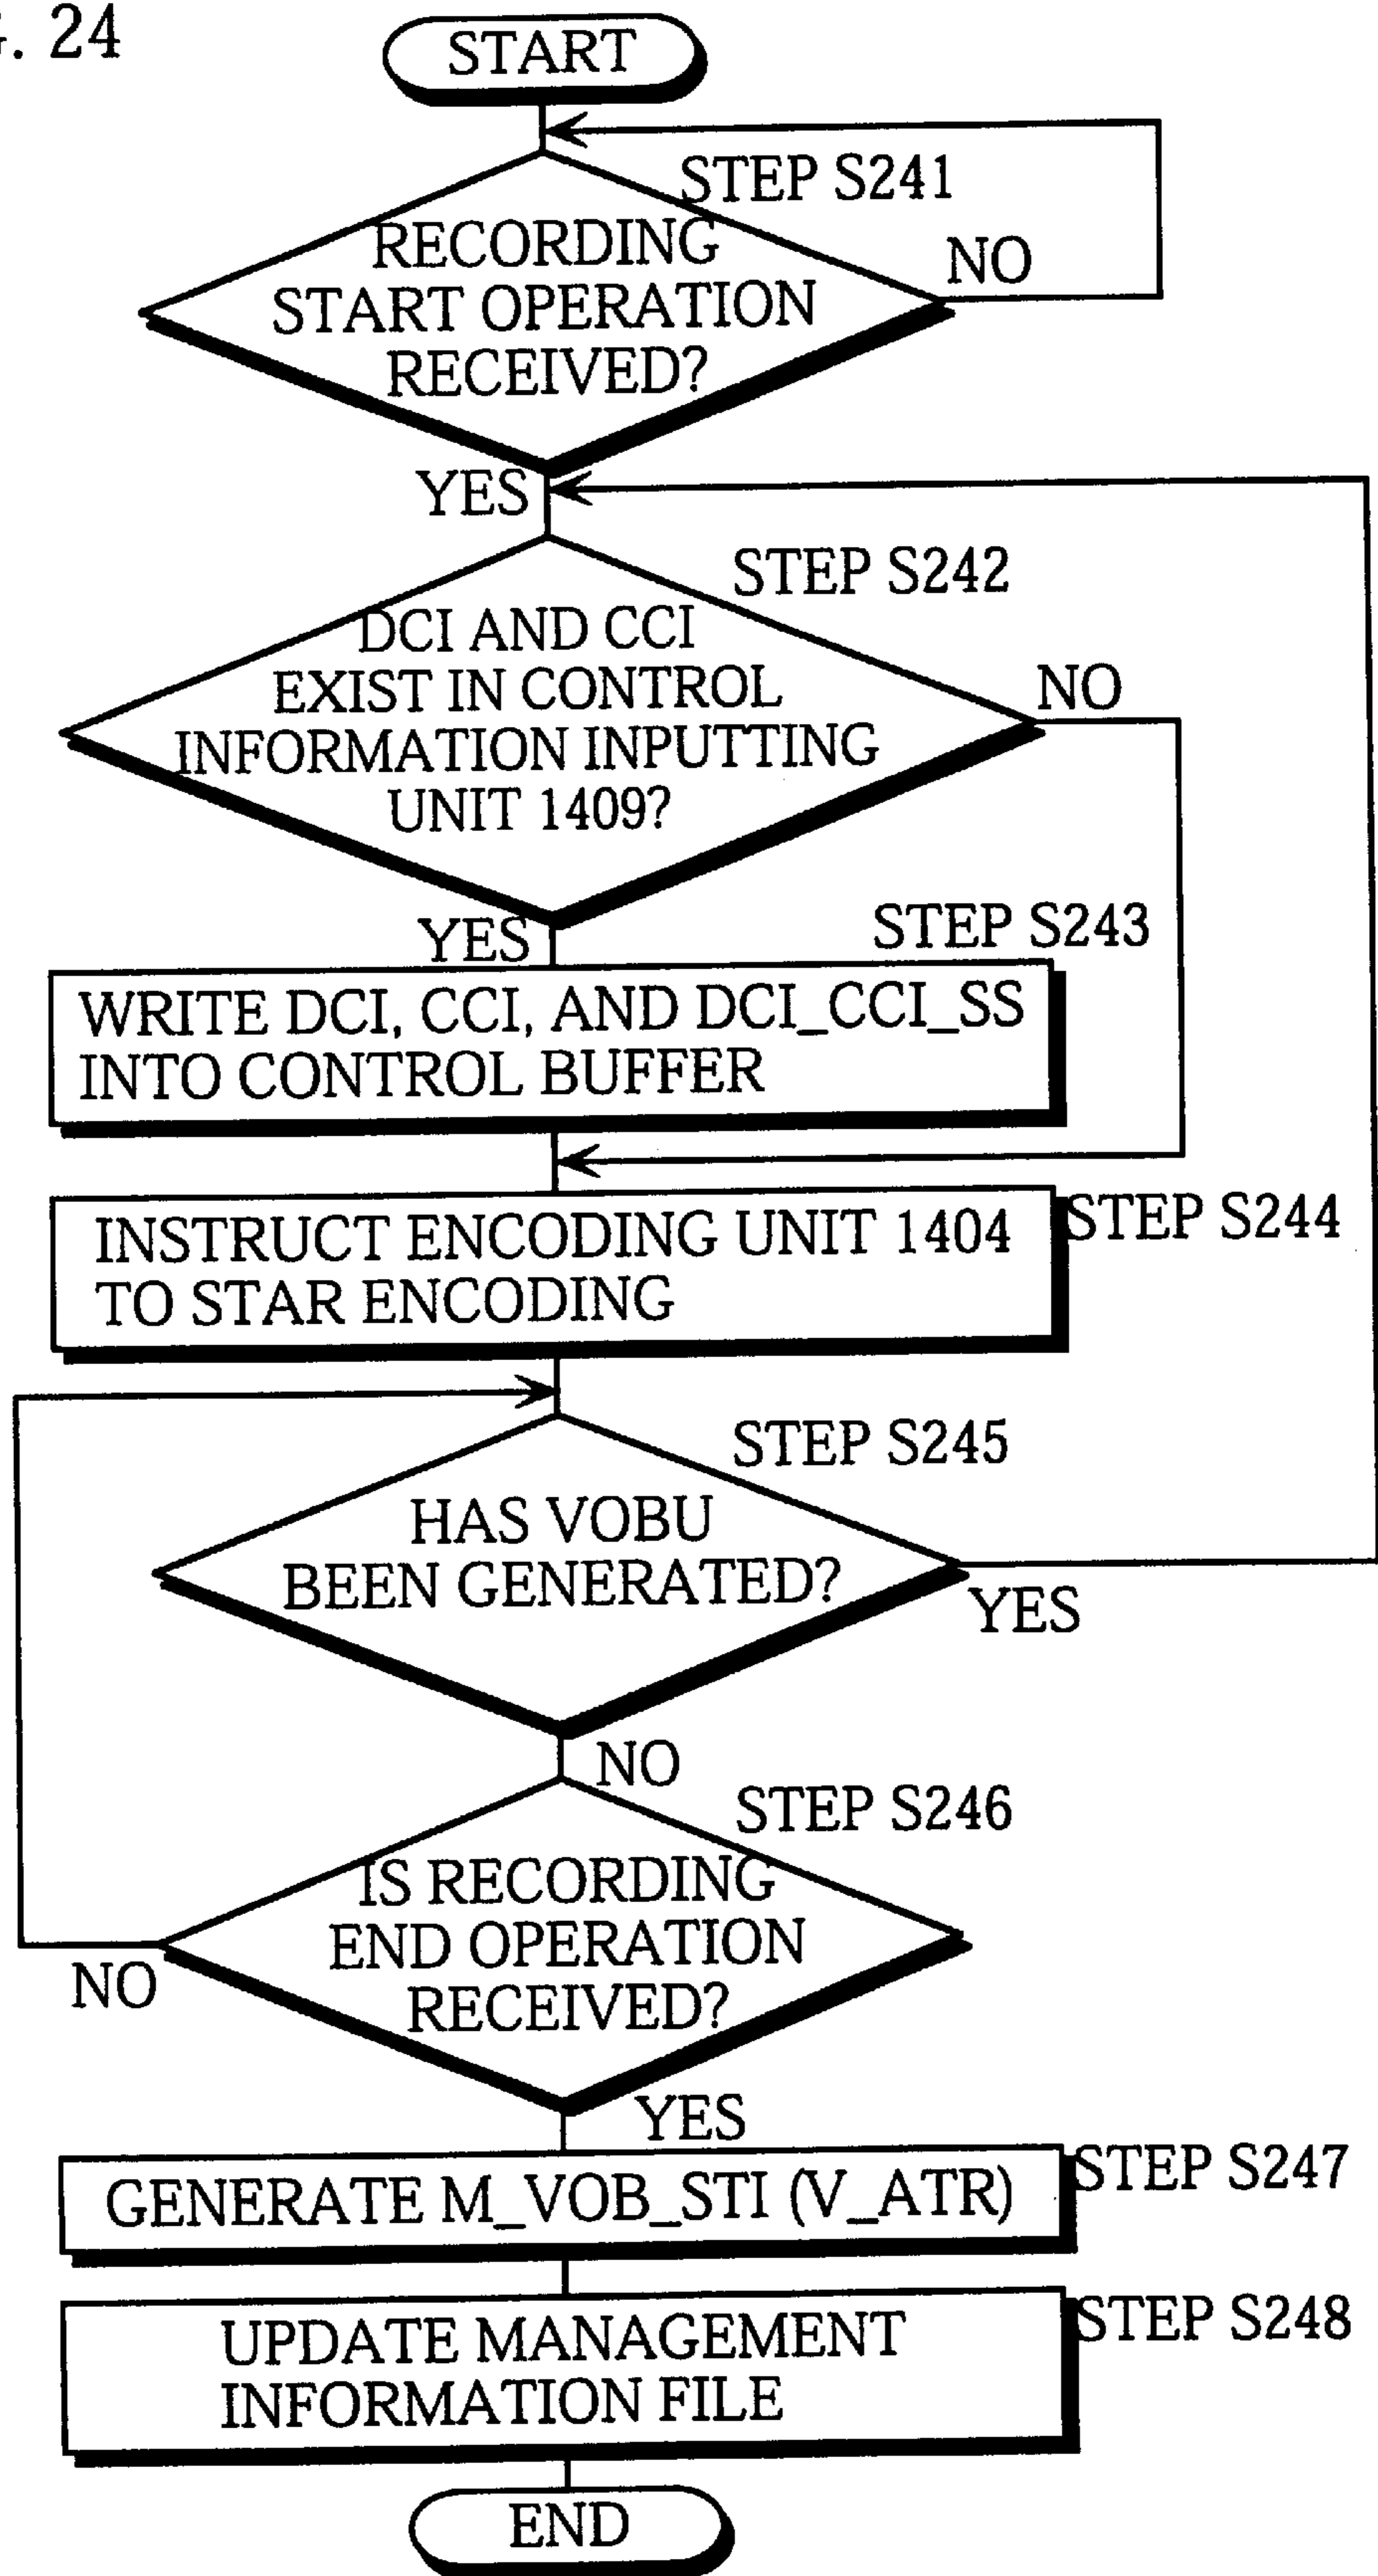 G. 24
START
STEP S241
RECORDING
START OPERATION
RECEIVED?
NO
YES
STEP S242
DCI AND CCI
EXIST IN CONTROL
INFORMATION INPUTTING
UNIT 1409?
NO
YES
STEP S243
WRITE DCI, CCI, AND DCI_CCI_SS
INTO CONTROL BUFFER
STEP S244
INSTRUCT ENCODING UNIT 1404
TO STAR ENCODING
STEP S245
HAS VOBU
BEEN GENERATED?
YES
NO
STEP S246
IS RECORDING
END OPERATION
RECEIVED?
NO
YES
STEP S247
GENERATE M_VOB_STI (V_ATR)
STEP S248
UPDATE MANAGEMENT
INFORMATION FILE
END